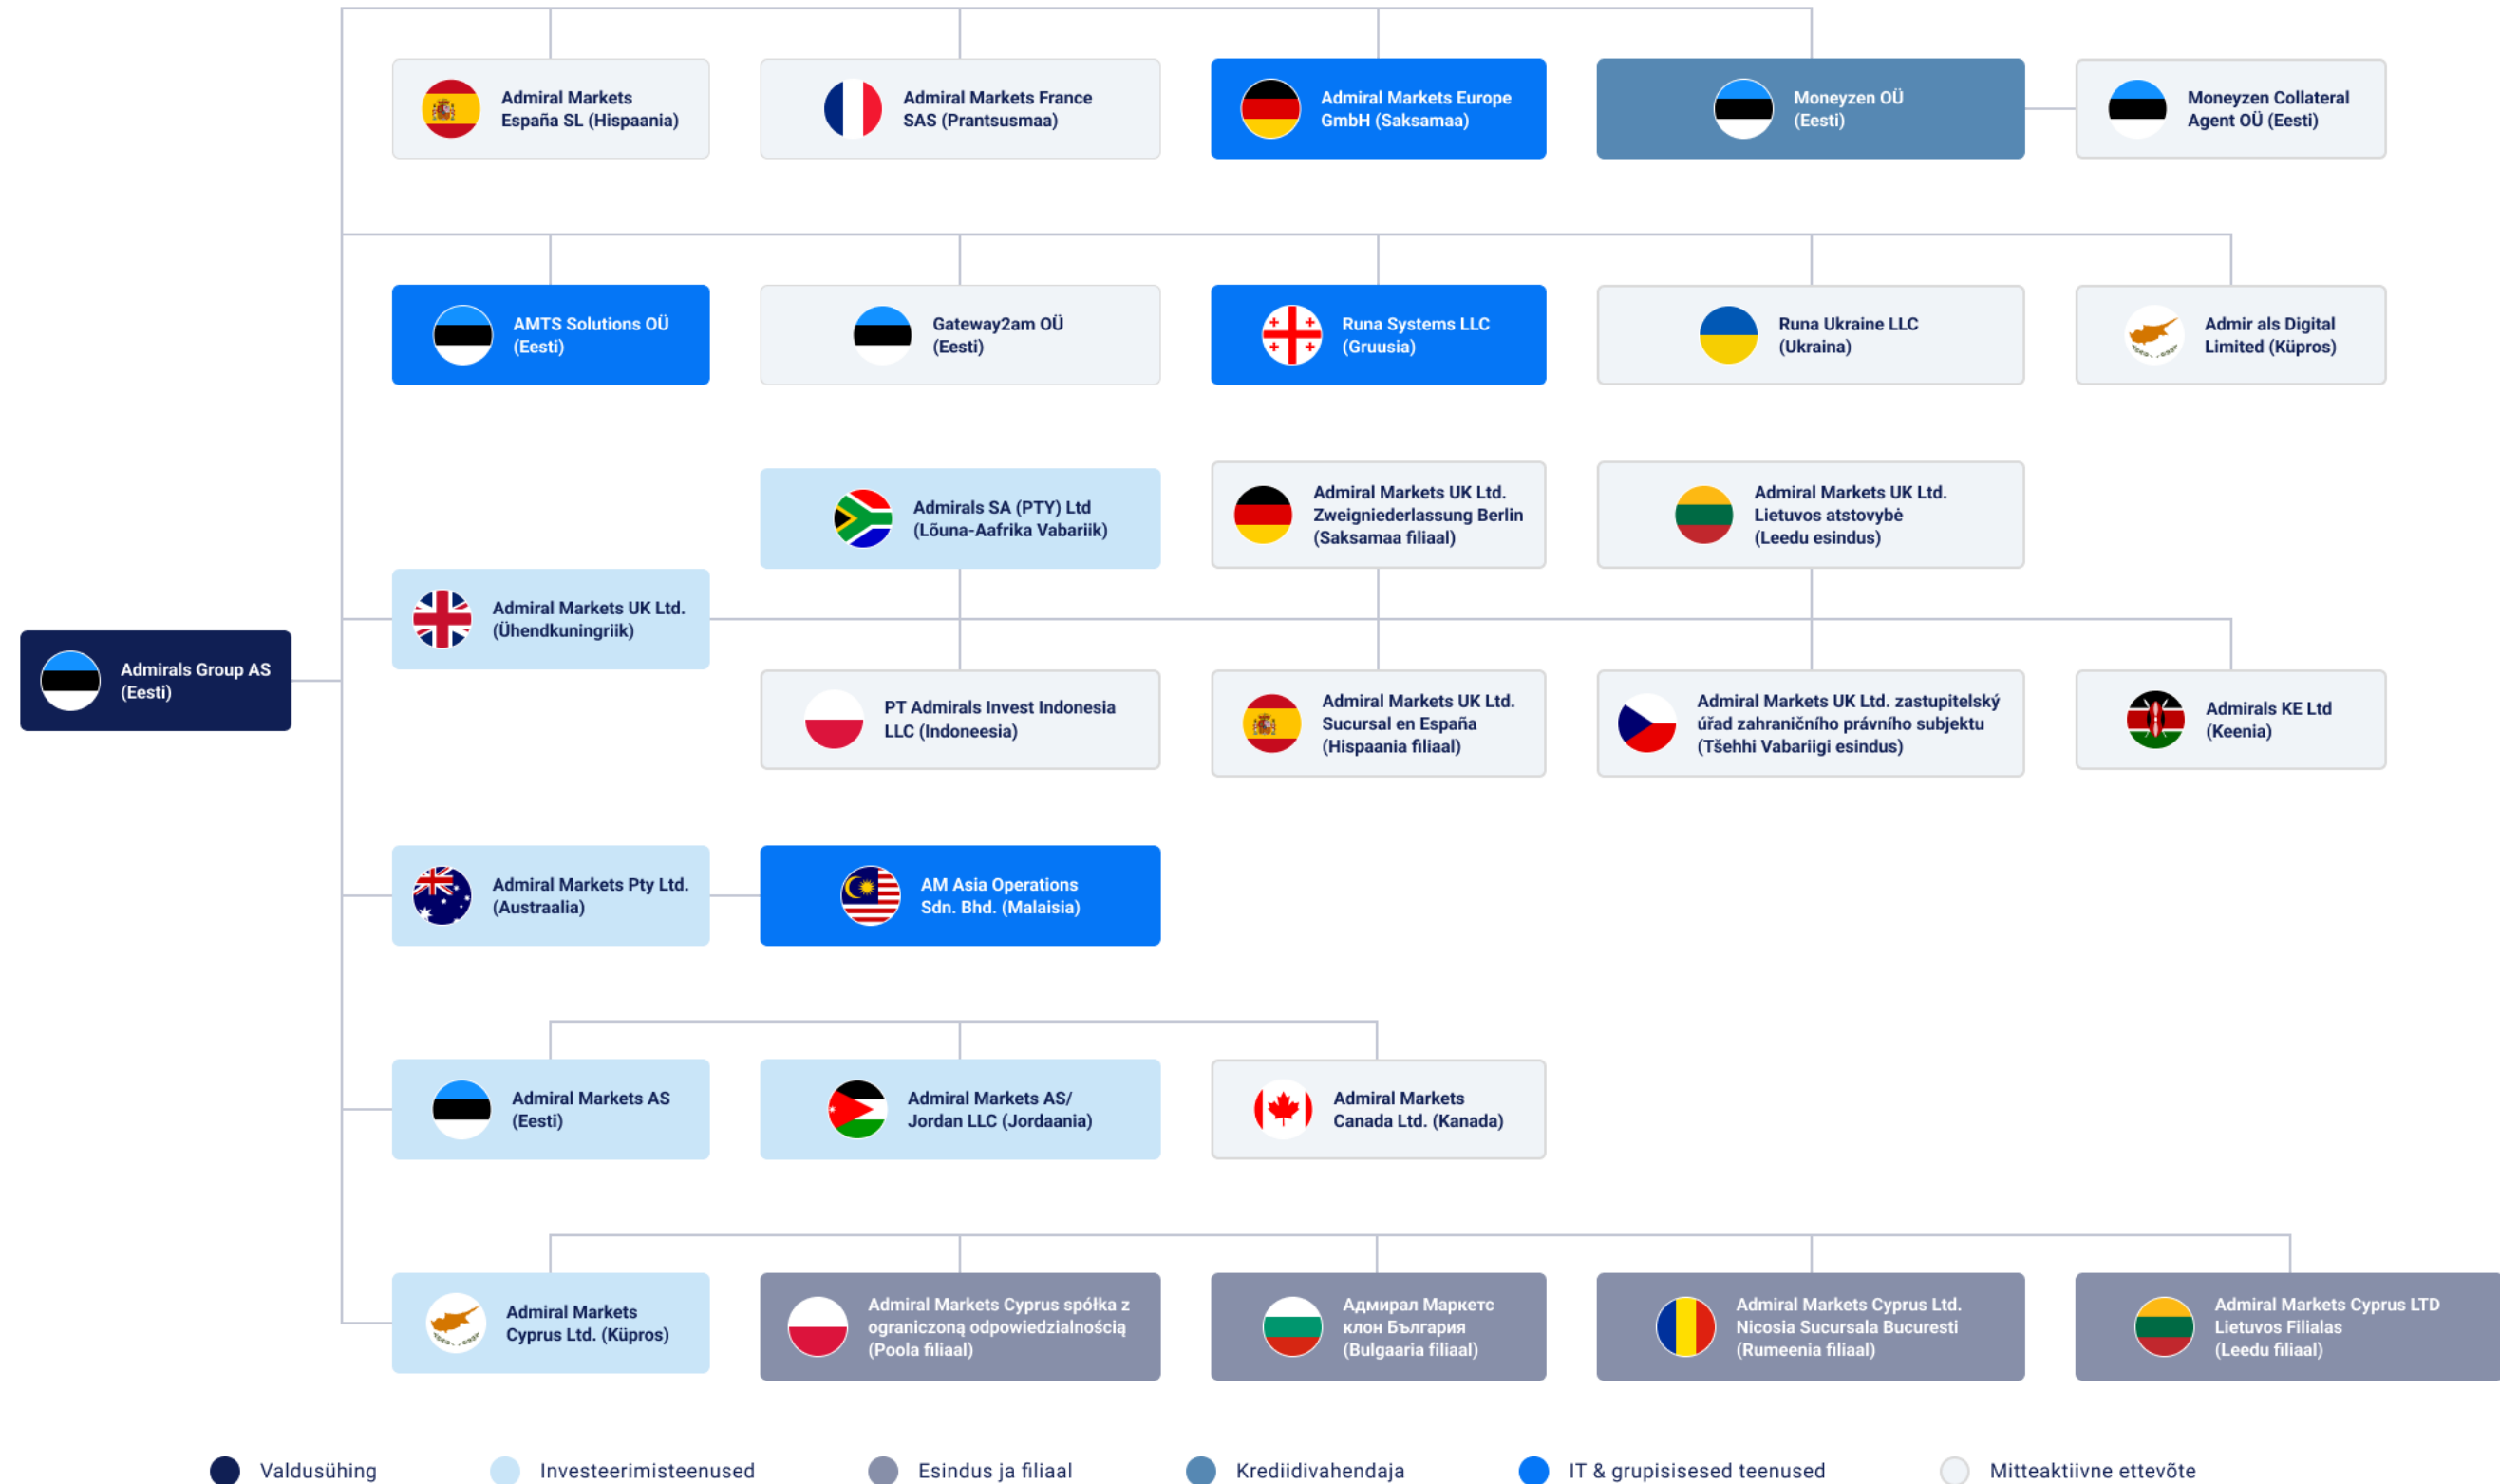 Admiral Markets
España SL (Hispaania)
Admiral Markets France
SAS (Prantsusmaa)
Admiral Markets Europe
GmbH (Saksamaa)
Moneyzen OÜ
(Eesti)
Moneyzen Collateral
Agent OÜ (Eesti)
AMTS Solutions OÜ
(Eesti)
Gateway2am OÜ
(Eesti)
Runa Systems LLC
(Gruusia)
Runa Ukraine LLC
(Ukraina)
Admir als Digital
Limited (Küpros)
Admirals SA (PTY) Ltd
(Lõuna-Aafrika Vabariik)
Admiral Markets UK Ltd.
Zweigniederlassung Berlin
(Saksamaa filiaal)
Admiral Markets UK Ltd.
Lietuvos atstovybė
(Leedu esindus)
Admiral Markets UK Ltd.
(Ühendkuningriik)
Admirals Group AS
(Eesti)
PT Admirals Invest Indonesia
LLC (Indoneesia)
Admiral Markets UK Ltd.
Sucursal en España
(Hispaania filiaal)
Admiral Markets UK Ltd. zastupitelský
úřad zahraničního právního subjektu
(Tšehhi Vabariigi esindus)
Admirals KE Ltd
(Keenia)
Admiral Markets Pty Ltd.
(Austraalia)
AM Asia Operations
Sdn. Bhd. (Malaisia)
Admiral Markets AS
(Eesti)
Admiral Markets AS/
Jordan LLC (Jordaania)
Admiral Markets
Canada Ltd. (Kanada)
Admiral Markets
Cyprus Ltd. (Küpros)
Admiral Markets Cyprus spółka z
ograniczoną odpowiedzialnością
(Poola filiaal)
Адмирал Маркетс
клон България
(Bulgaaria filiaal)
Admiral Markets Cyprus Ltd.
Nicosia Sucursala Bucuresti
(Rumeenia filiaal)
Admiral Markets Cyprus LTD
Lietuvos Filialas
(Leedu filiaal)
Valdusühing
Investeerimisteenused
Esindus ja filiaal
Krediidivahendaja
IT & grupisisesed teenused
Mitteaktiivne ettevõte